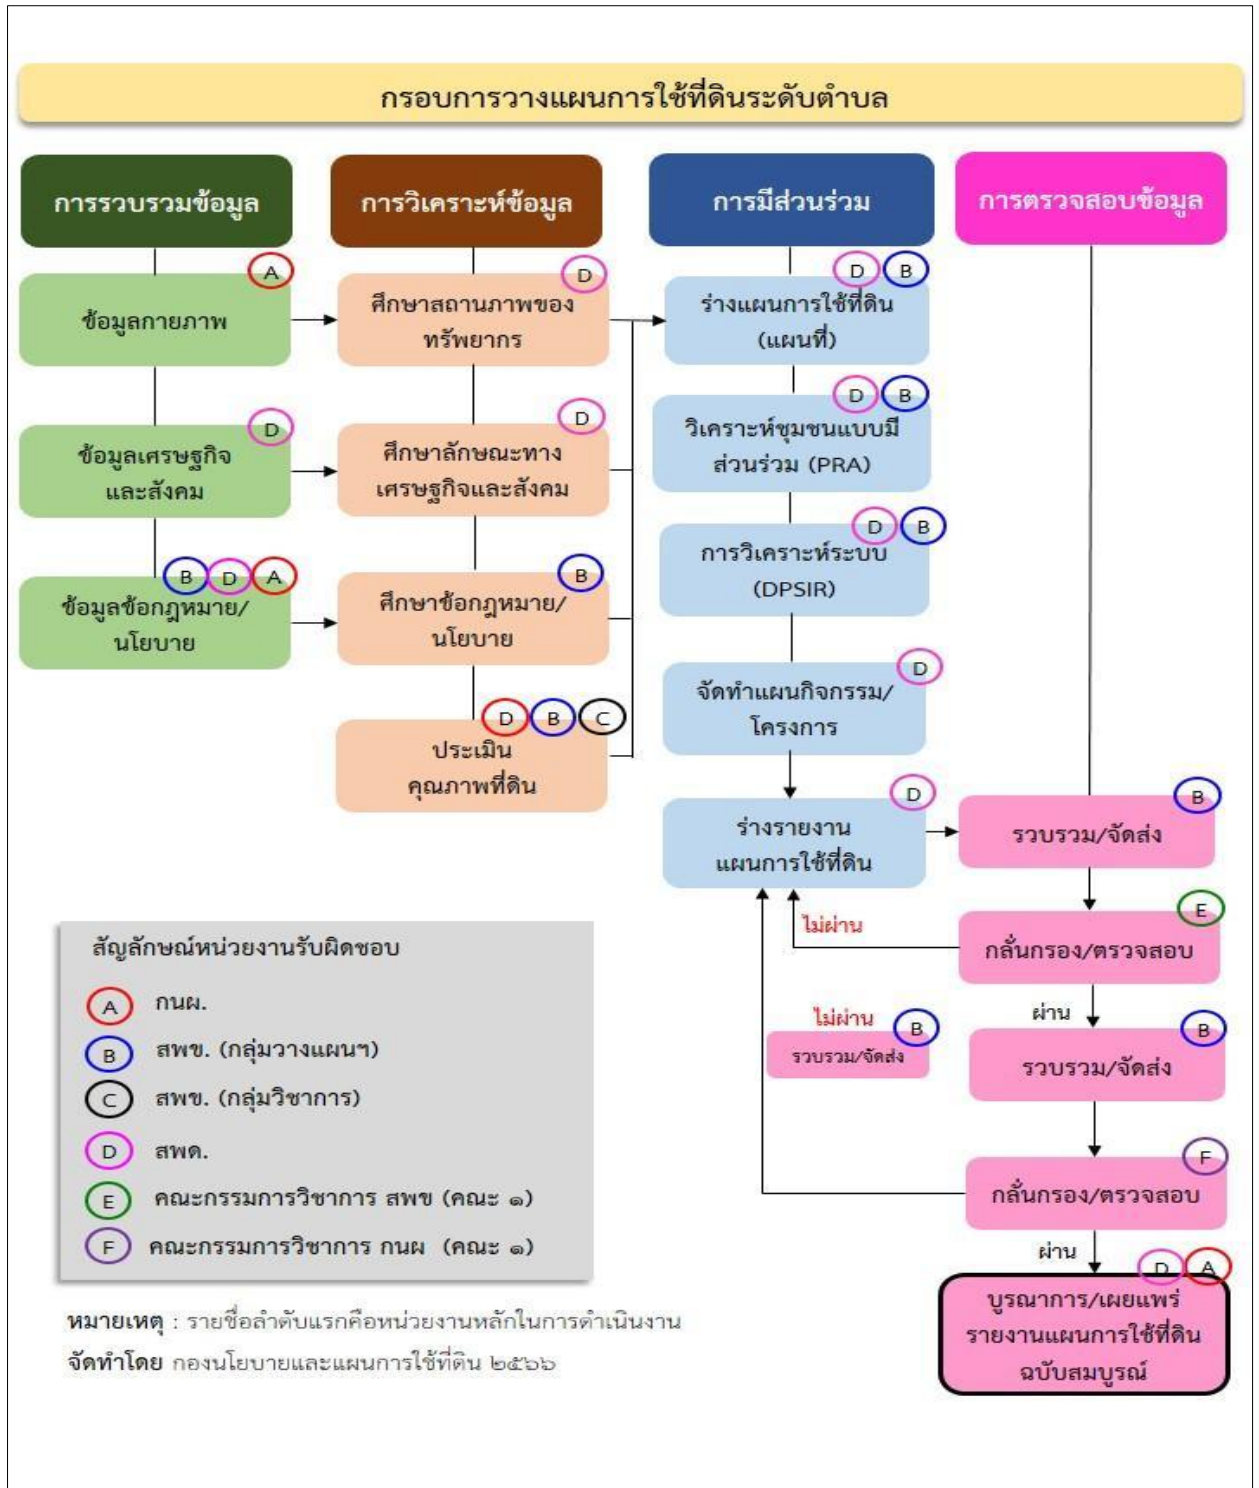 กรอบการวางแผนการใช้ที่ดินระดับตำบล
การรวบรวมข้อมูล
การวิเคราะห์ข้อมูล
การมีส่วนร่วม
การตรวจสอบข้อมูล
A
ข้อมูลกายภาพ
D
ข้อมูลเศรษฐกิจ
และสังคม
B D A
ข้อมูลข้อกฎหมาย/
นโยบาย
D
ศึกษาสถานภาพของ
ทรัพยากร
D
ศึกษาลักษณะทาง
เศรษฐกิจและสังคม
B
ศึกษาข้อกฎหมาย/
นโยบาย
D B C
ประเมิน
คุณภาพที่ดิน
D B
ร่างแผนการใช้ที่ดิน
(แผนที่)
D B
วิเคราะห์ชุมชนแบบมี
ส่วนร่วม (PRA)
D B
การวิเคราะห์ระบบ
(DPSIR)
D
จัดทำแผนกิจกรรม/
โครงการ
D
ร่างรายงาน
แผนการใช้ที่ดิน
B
รวบรวม/จัดส่ง
E
กลั่นกรอง/ตรวจสอบ
ไม่ผ่าน
ผ่าน
B
รวบรวม/จัดส่ง
ไม่ผ่าน
B
รวบรวม/จัดส่ง
F
กลั่นกรอง/ตรวจสอบ
ผ่าน
D A
บูรณาการ/เผยแพร่
รายงานแผนการใช้ที่ดิน
ฉบับสมบูรณ์
สัญลักษณ์หน่วยงานรับผิดชอบ
A กนผ.
B สพข. (กลุ่มวางแผนฯ)
C สพข. (กลุ่มวิชาการ)
D สพด.
E คณะกรรมการวิชาการ สพข (คณะ ๑)
F คณะกรรมการวิชาการ กนผ (คณะ ๑)
หมายเหตุ : รายชื่อลำดับแรกคือหน่วยงานหลักในการดำเนินงาน
จัดทำโดย กองนโยบายและแผนการใช้ที่ดิน ๒๕๖๖